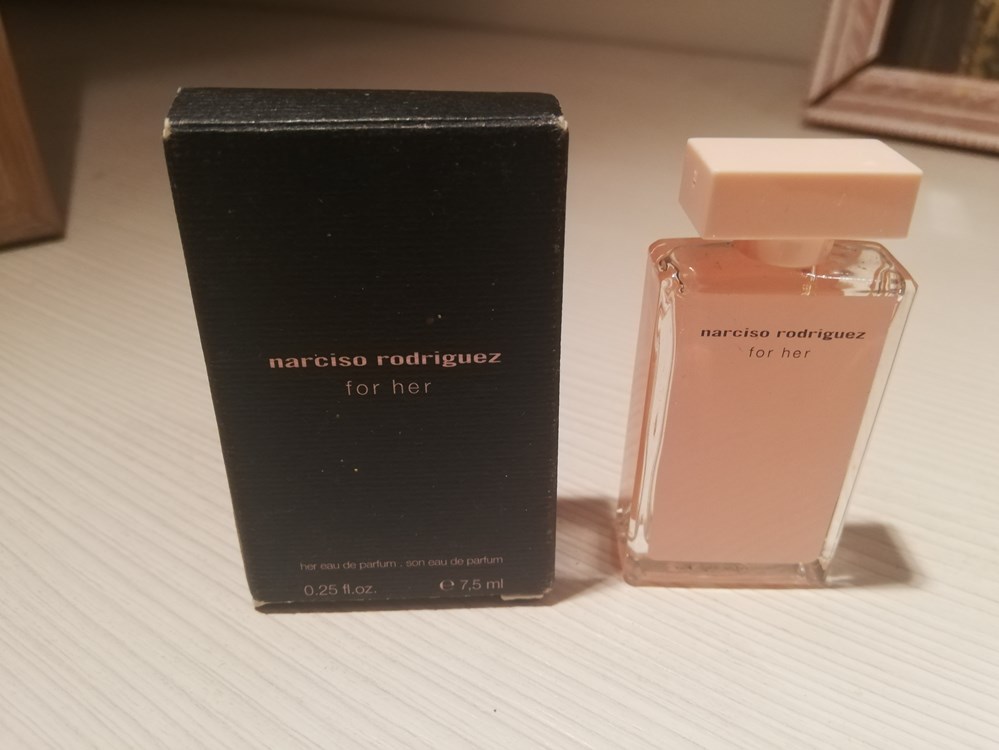 narciso rodriguez
for her
her eau de parfum . son eau de parfum
0.25 fl.oz. ℮ 7,5 ml
narciso rodriguez
for her